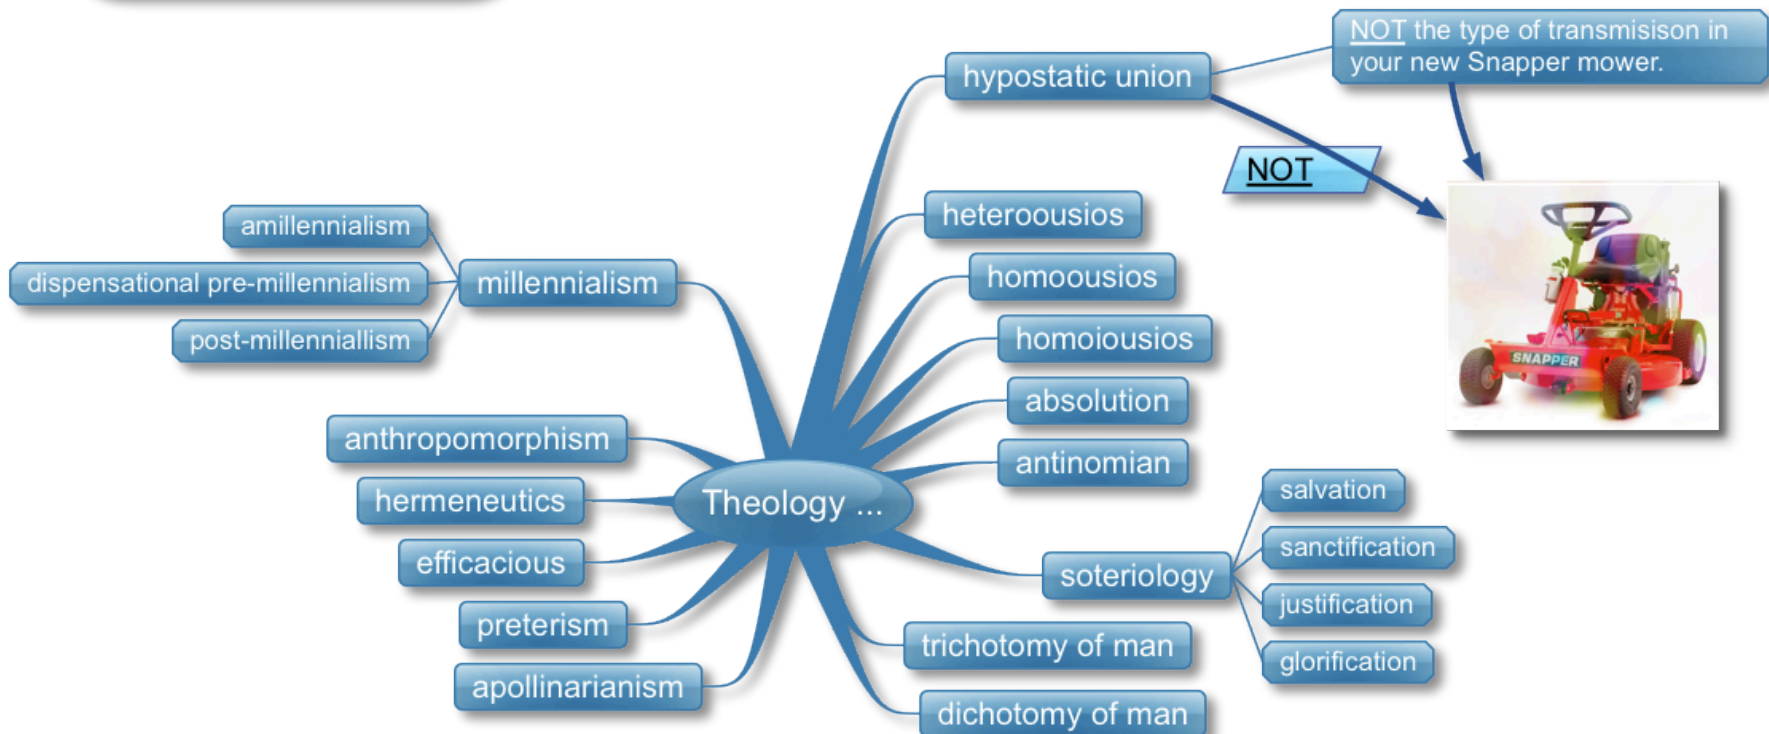 NOT the type of transmisison in
your new Snapper mower.
hypostatic union
NOT
heteroousios
homoousios
homoiousios
absolution
antinomian
SNAPPER
amillennialism
dispensational pre-millennialism
post-milleniallism
millennialism
anthropomorphism
hermeneutics
efficacious
preterism
apollinarianism
Theology ...
soteriology
salvation
sanctification
justification
glorification
trichotomy of man
dichotomy of man